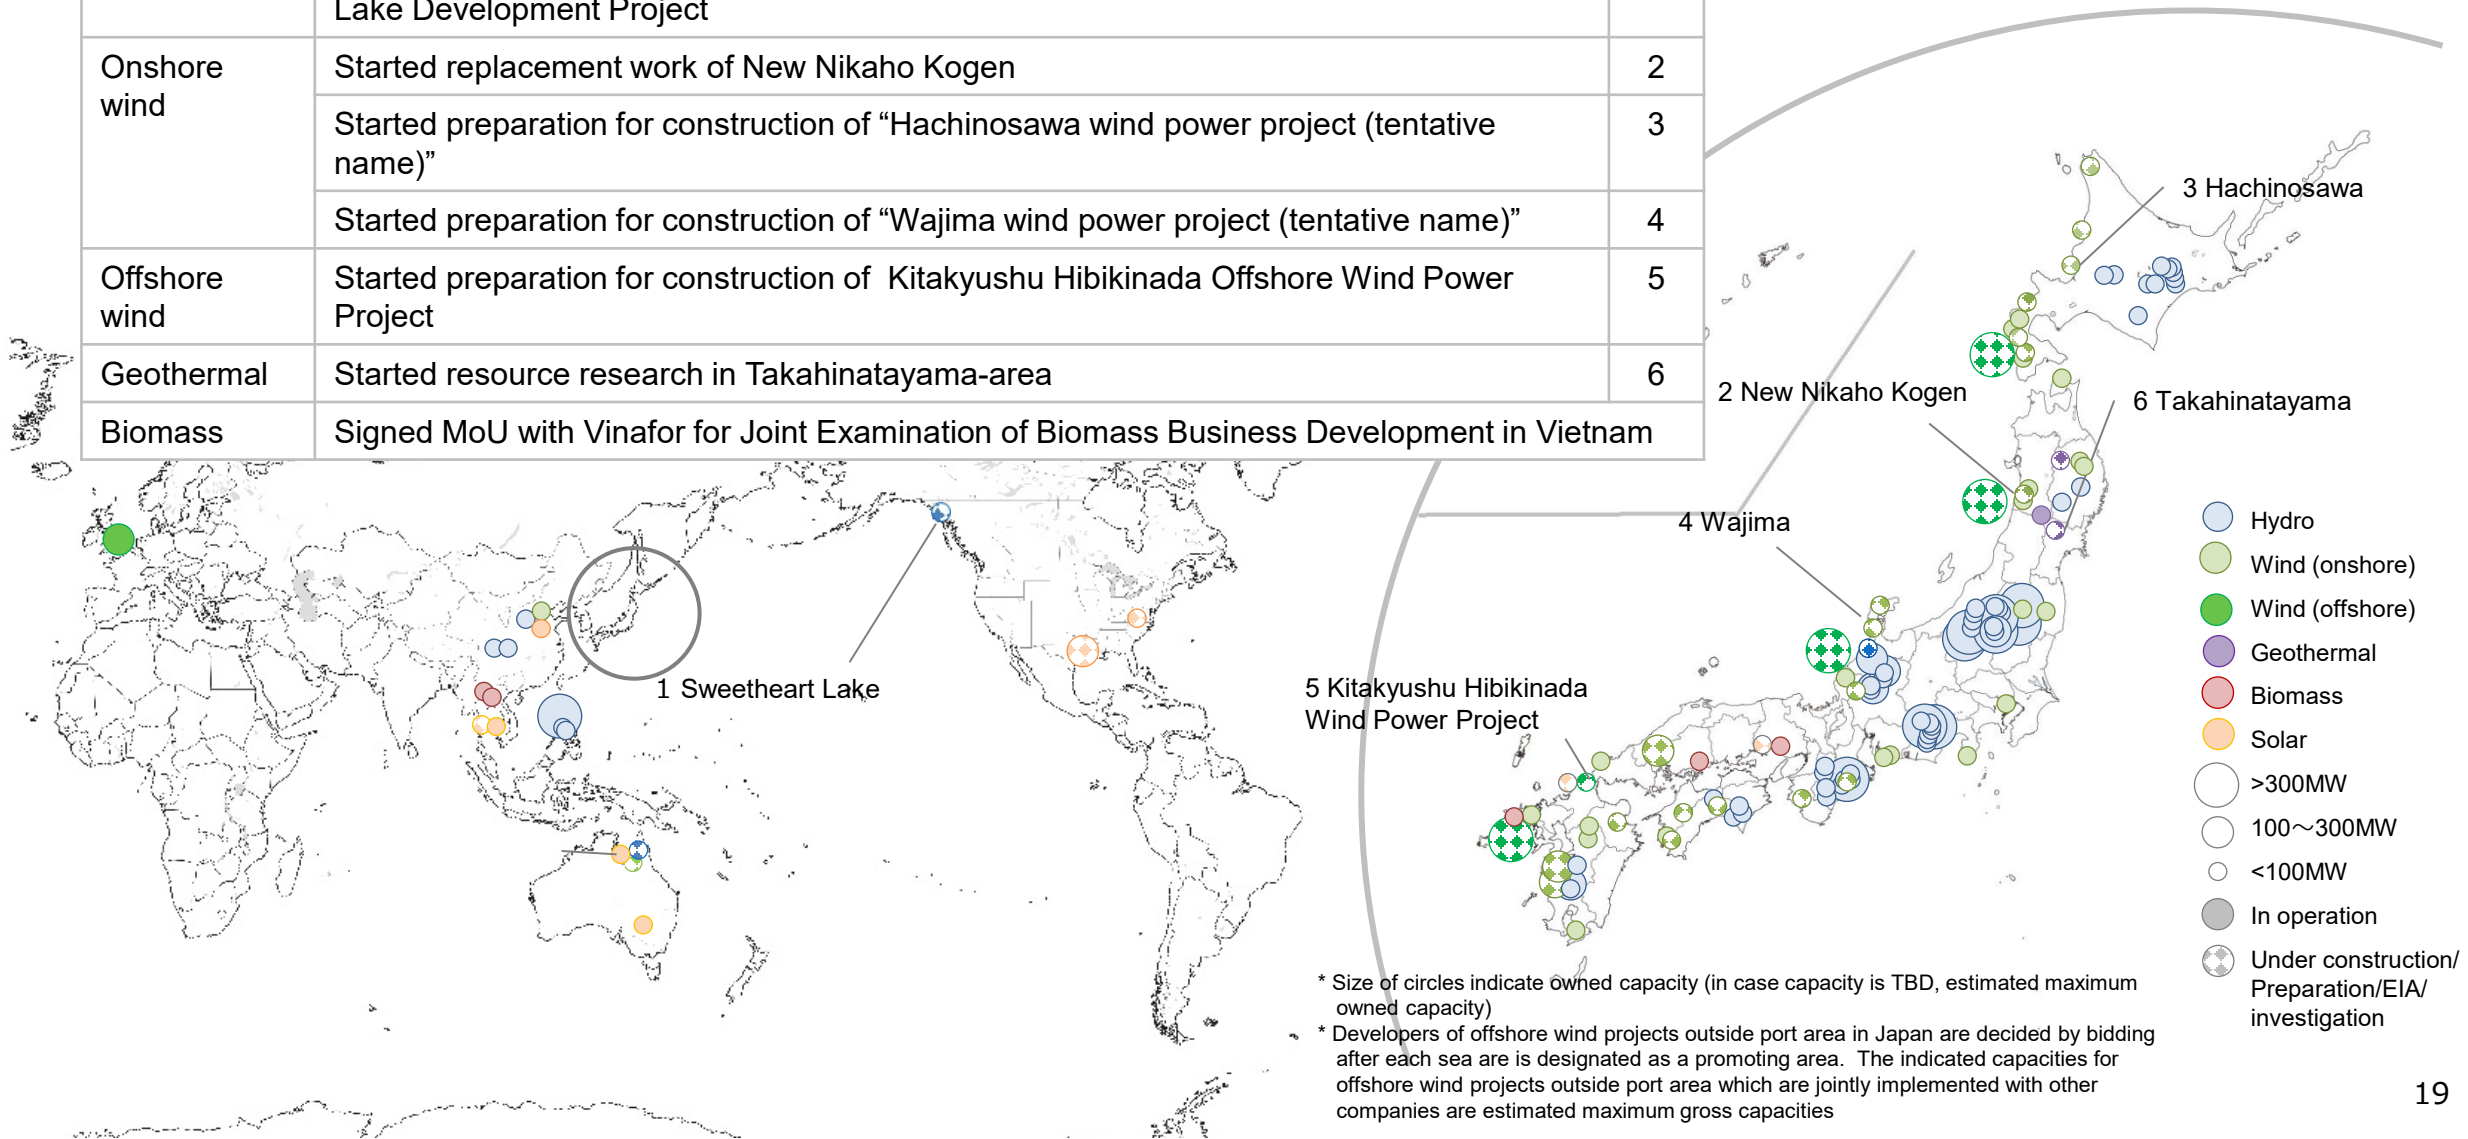 Lake Development Project
Onshore
wind
Started replacement work of New Nikaho Kogen
2
Started preparation for construction of “Hachinosawa wind power project (tentative
name)”
3
Started preparation for construction of “Wajima wind power project (tentative name)”
4
Offshore
wind
Started preparation for construction of  Kitakyushu Hibikinada Offshore Wind Power
Project
5
Geothermal
Started resource research in Takahinatayama-area
6
Biomass
Signed MoU with Vinafor for Joint Examination of Biomass Business Development in Vietnam
3 Hachinosawa
2 New Nikaho Kogen
6 Takahinatayama
4 Wajima
1 Sweetheart Lake
5 Kitakyushu Hibikinada
Wind Power Project
Hydro
Wind (onshore)
Wind (offshore)
Geothermal
Biomass
Solar
>300MW
100～300MW
<100MW
In operation
Under construction/
Preparation/EIA/
investigation
* Size of circles indicate owned capacity (in case capacity is TBD, estimated maximum
owned capacity)
* Developers of offshore wind projects outside port area in Japan are decided by bidding
after each sea are is designated as a promoting area.  The indicated capacities for
offshore wind projects outside port area which are jointly implemented with other
companies are estimated maximum gross capacities
19